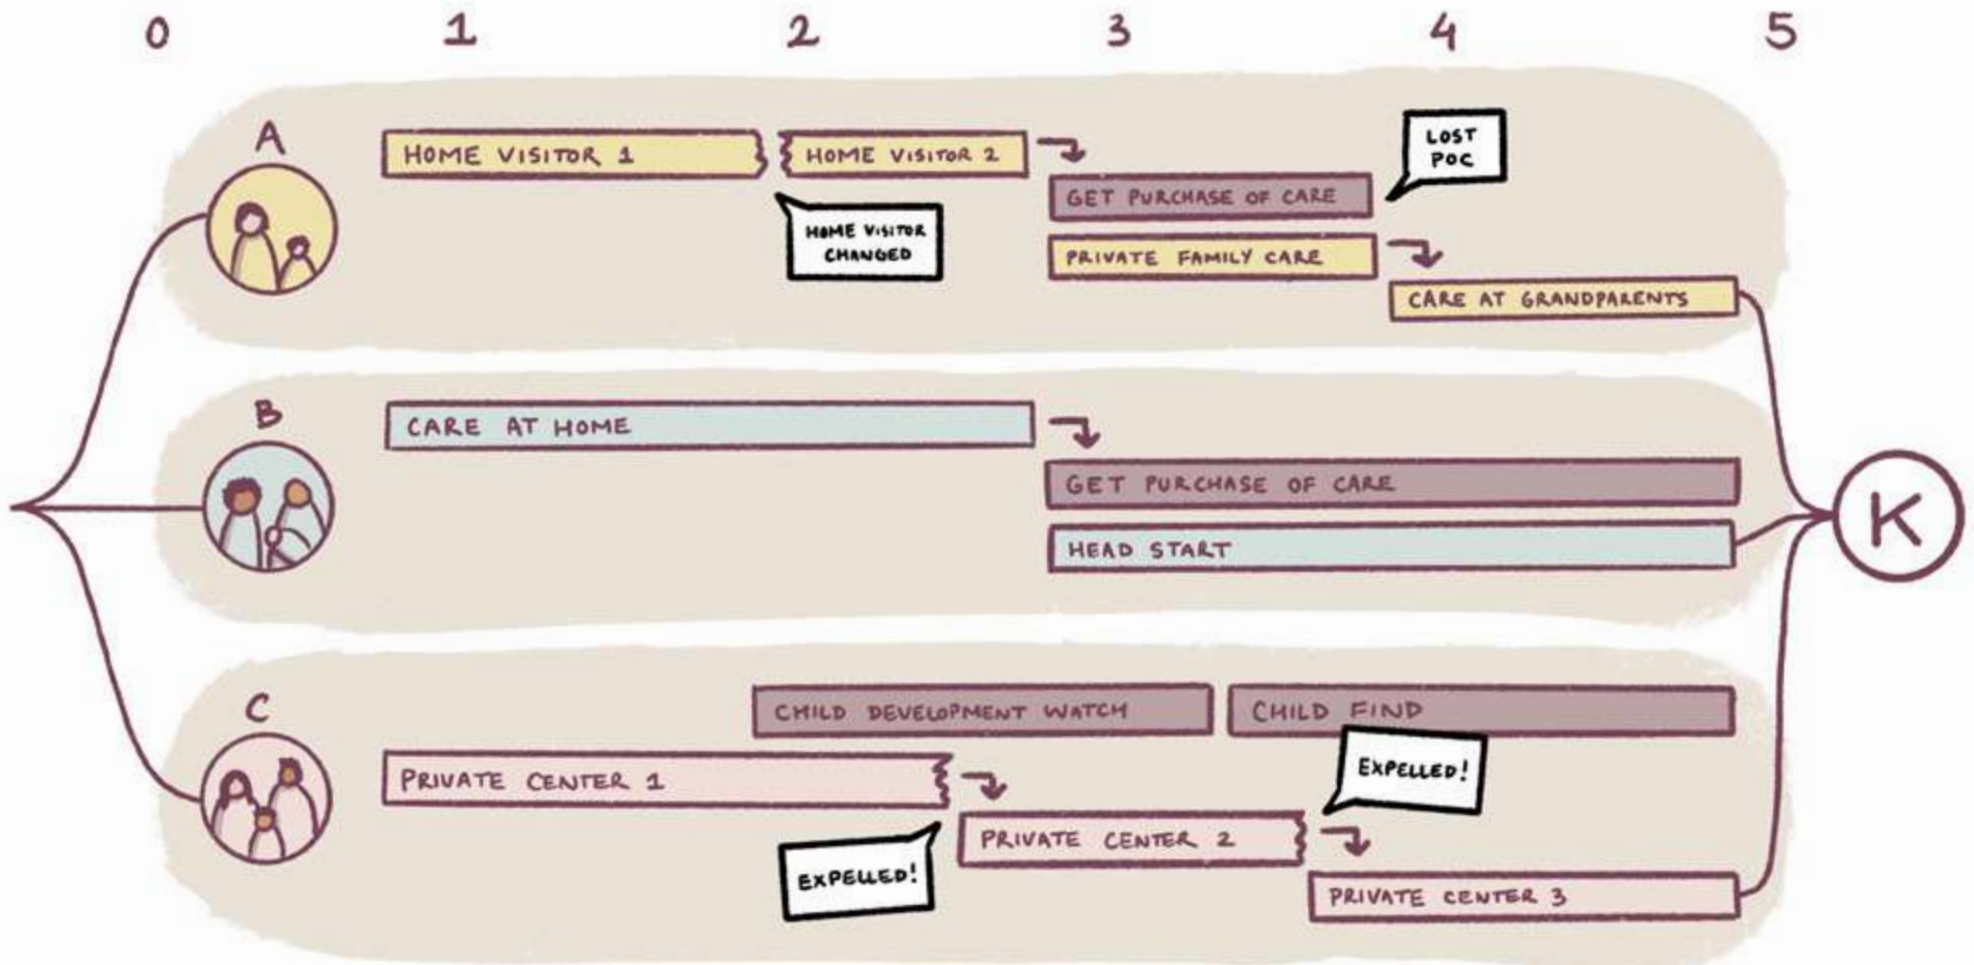 0 1 2 3 4 5
A
HOME VISITOR 1
HOME VISITOR 2
LOST
POC
GET PURCHASE OF CARE
HOME VISITOR
CHANGED
PRIVATE FAMILY CARE
CARE AT GRANDPARENTS
B
CARE AT HOME
GET PURCHASE OF CARE
HEAD START
K
C
CHILD DEVELOPMENT WATCH
CHILD FIND
PRIVATE CENTER 1
EXPELLED!
PRIVATE CENTER 2
EXPELLED!
PRIVATE CENTER 3